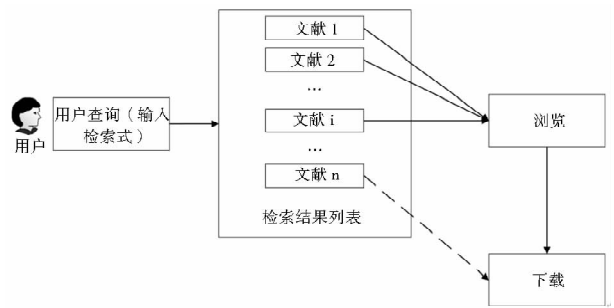 文献 1
文献 2
...
用户查询（输入
检索式）
用户
文献 i
浏览
...
文献 n
检索结果列表
下载